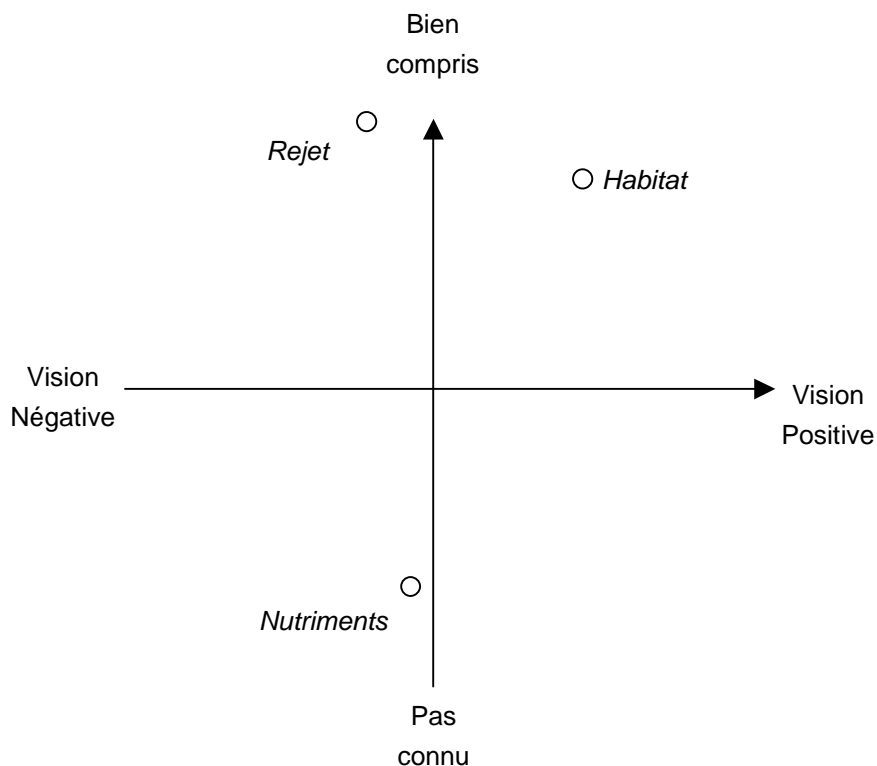 Bien
compris
Rejet
Habitat
Vision
Négative
Vision
Positive
Nutriments
Pas
connu